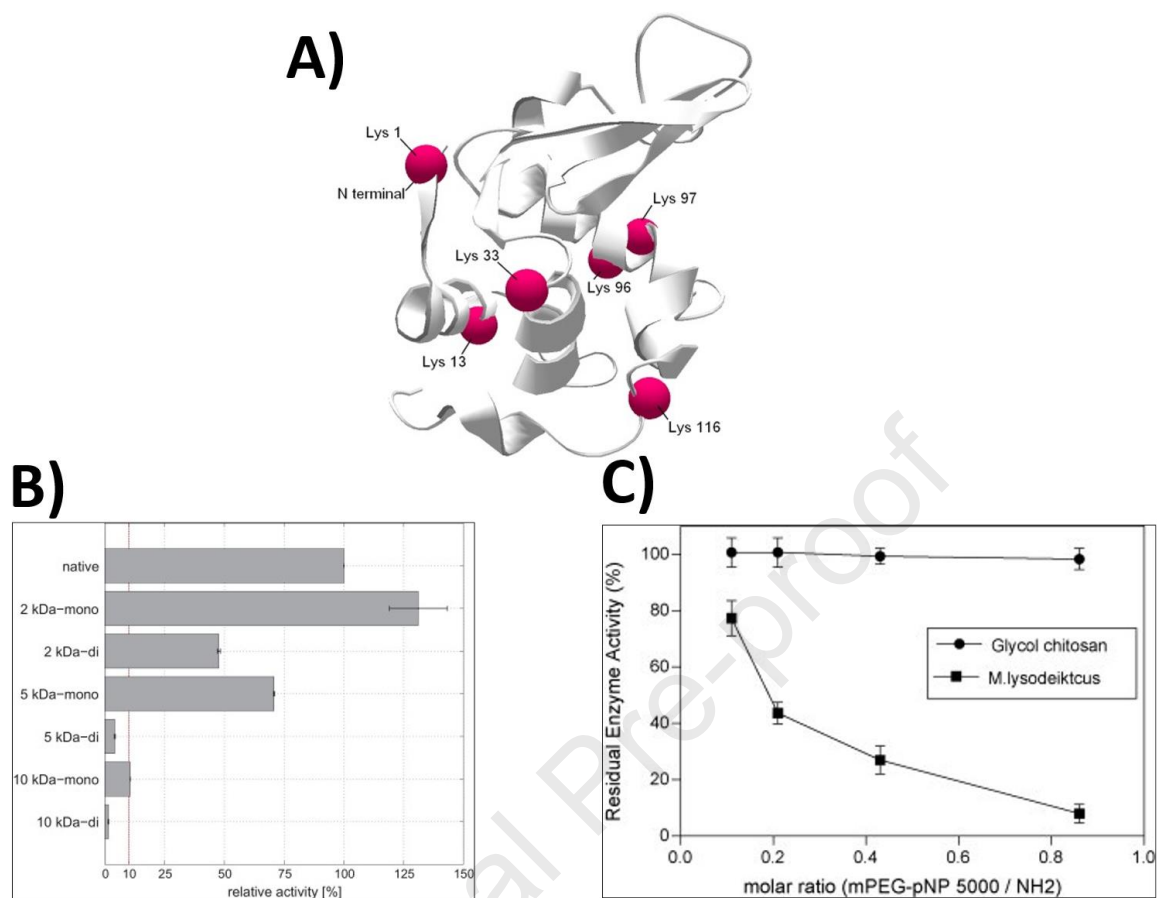 A)
Lys 1
N terminal
Lys 97
Lys 33
Lys 96
Lys 13
Lys 116
B)
native
2 kDa−mono
2 kDa−di
5 kDa−mono
5 kDa−di
10 kDa−mono
10 kDa−di
0 10 25 50 75 100 125 150
relative activity [%]
C)
Residual Enzyme Activity (%)
100
80
60
40
20
0
Glycol chitosan
M.lysodeiktcus
0.0 0.2 0.4 0.6 0.8 1.0
molar ratio (mPEG-pNP 5000 / NH2)
al Pre-proof